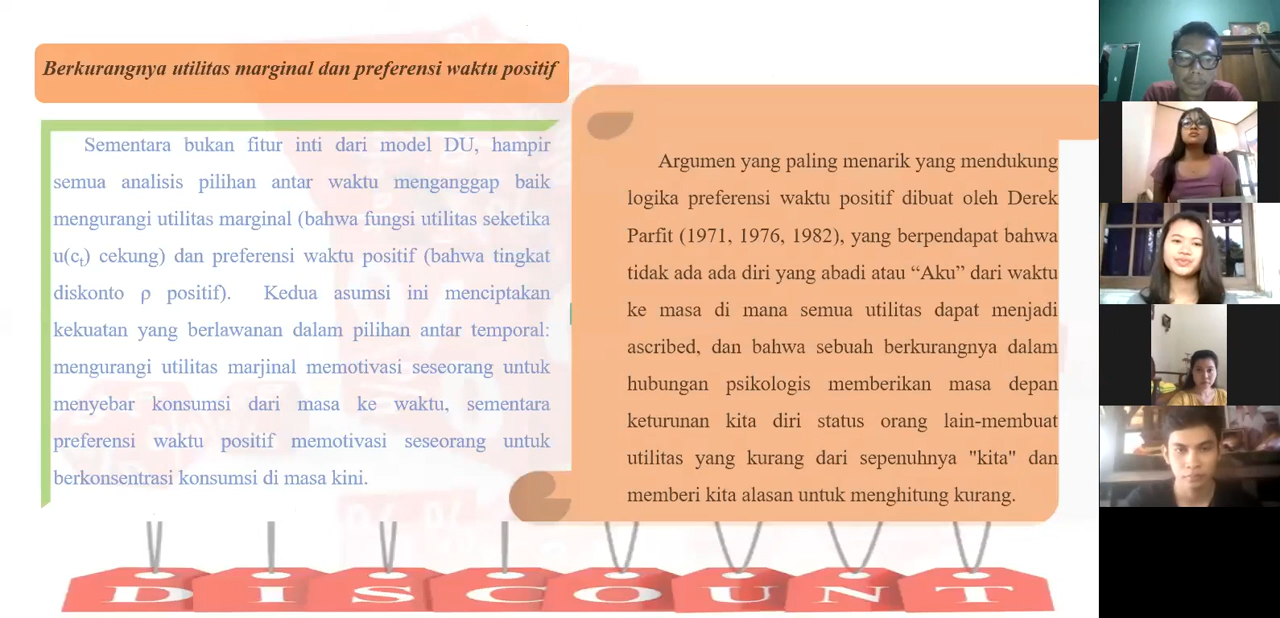 Berkurangnya utilitas marginal dan preferensi waktu positif
Sementara bukan fitur inti dari model DU, hampir
semua analisis pilihan antar waktu menganggap baik
mengurangi utilitas marginal (bahwa fungsi utilitas seketika
u(cₜ) cekung) dan preferensi waktu positif (bahwa tingkat
diskonto ρ positif). Kedua asumsi ini menciptakan
kekuatan yang berlawanan dalam pilihan antar temporal:
mengurangi utilitas marjinal memotivasi seseorang untuk
menyebar konsumsi dari masa ke waktu, sementara
preferensi waktu positif memotivasi seseorang untuk
berkonsentrasi konsumsi di masa kini.
Argumen yang paling menarik yang mendukung
logika preferensi waktu positif dibuat oleh Derek
Parfit (1971, 1976, 1982), yang berpendapat bahwa
tidak ada ada diri yang abadi atau “Aku” dari waktu
ke masa di mana semua utilitas dapat menjadi
ascribed, dan bahwa sebuah berkurangnya dalam
hubungan psikologis memberikan masa depan
keturunan kita diri status orang lain-membuat
utilitas yang kurang dari sepenuhnya "kita" dan
memberi kita alasan untuk menghitung kurang.
DISCOUNT